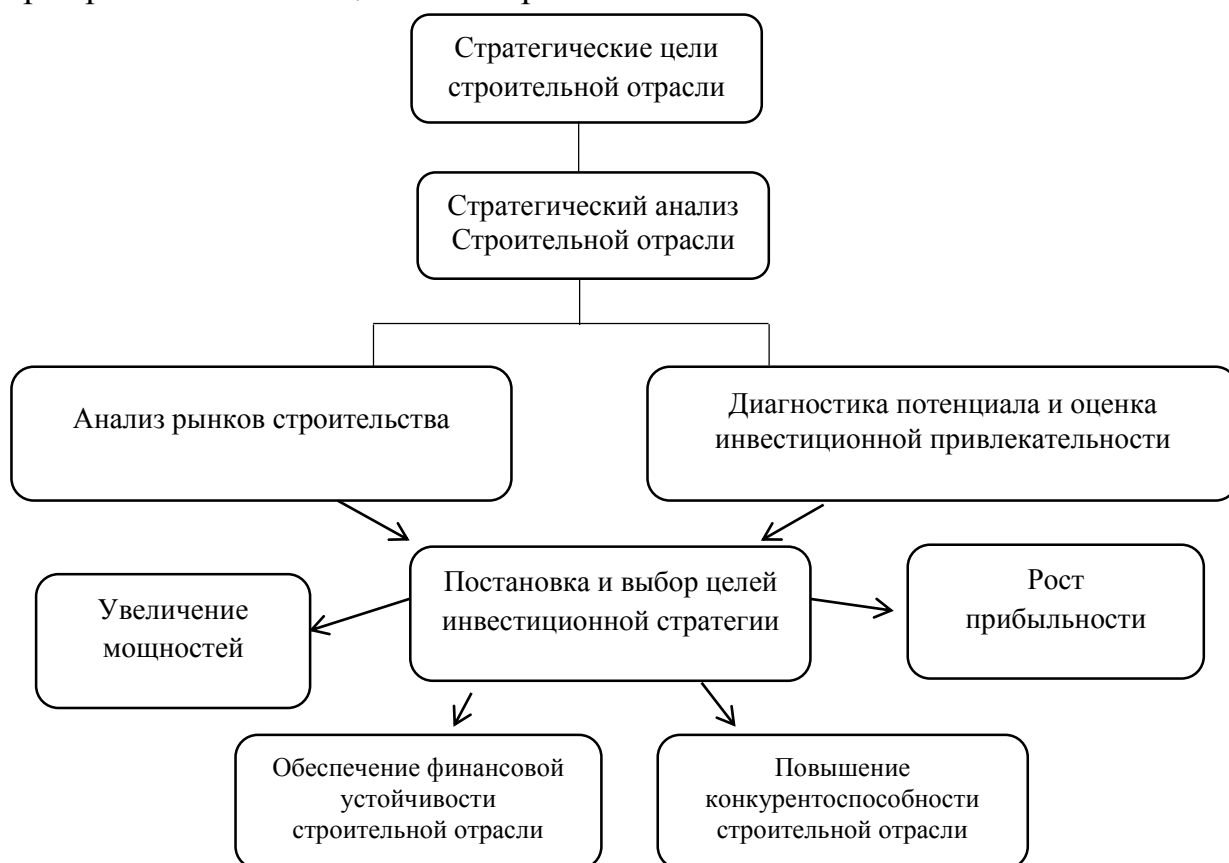 Стратегические цели
строительной отрасли
Стратегический анализ
Строительной отрасли
Анализ рынков строительства
Диагностика потенциала и оценка
инвестиционной привлекательности
Постановка и выбор целей
инвестиционной стратегии
Увеличение
мощностей
Рост
прибыльности
Обеспечение финансовой
устойчивости
строительной отрасли
Повышение
конкурентоспособности
строительной отрасли